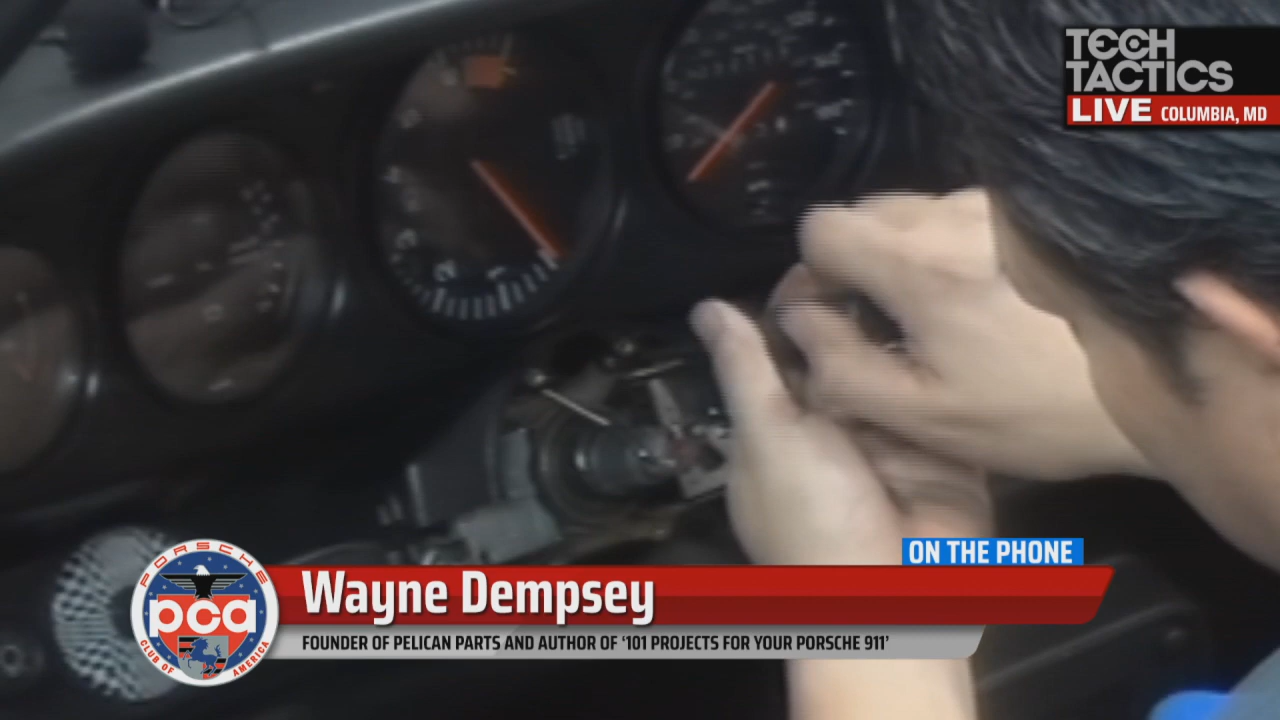 TECH
TACTICS
LIVE COLUMBIA, MD
ON THE PHONE
PORSCHE
pca
CLUB OF AMERICA
Wayne Dempsey
FOUNDER OF PELICAN PARTS AND AUTHOR OF '101 PROJECTS FOR YOUR PORSCHE 911'